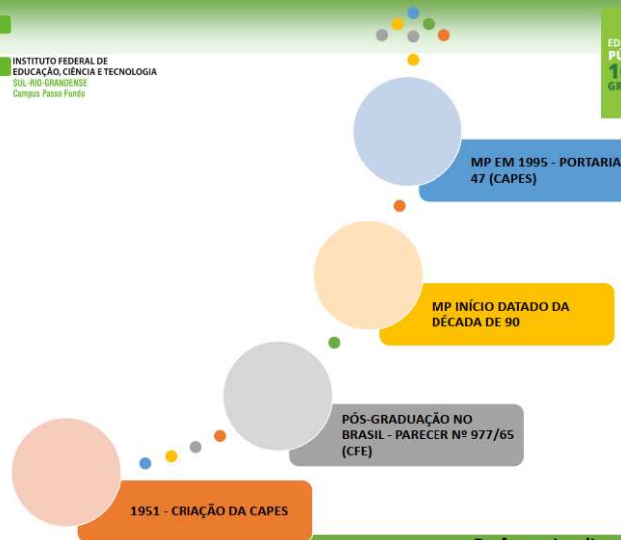 INSTITUTO FEDERAL DE
EDUCAÇÃO, CIÊNCIA E TECNOLOGIA
SUL-RIO-GRANDENSE
Campus Passo Fundo
MP EM 1995 - PORTARIA
47 (CAPES)
MP INÍCIO DATADO DA
DÉCADA DE 90
PÓS-GRADUAÇÃO NO
BRASIL - PARECER Nº 977/65
(CFE)
1951 - CRIAÇÃO DA CAPES